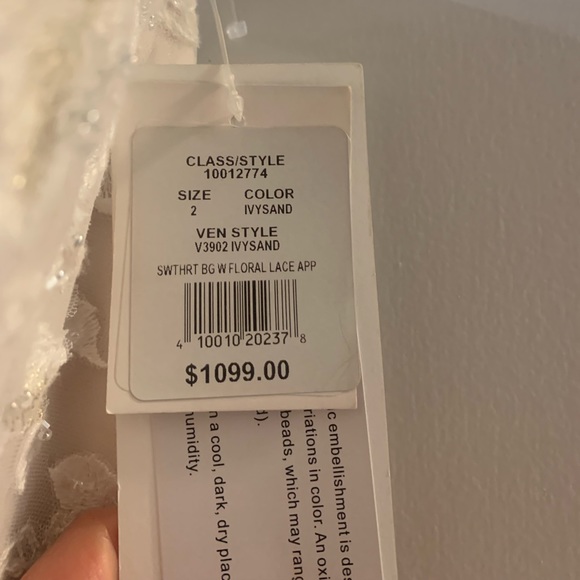 CLASS/STYLE
10012774
SIZE COLOR
2 IVYSAND
VEN STYLE
V3902 IVYSAND
SWTHRT BG W FLORAL LACE APP
4 10010 20237 8
$1099.00
c embellishment is des
riations in color. An oxi
beads, which may rang
d).
n a cool, dark, dry plac
humidity.